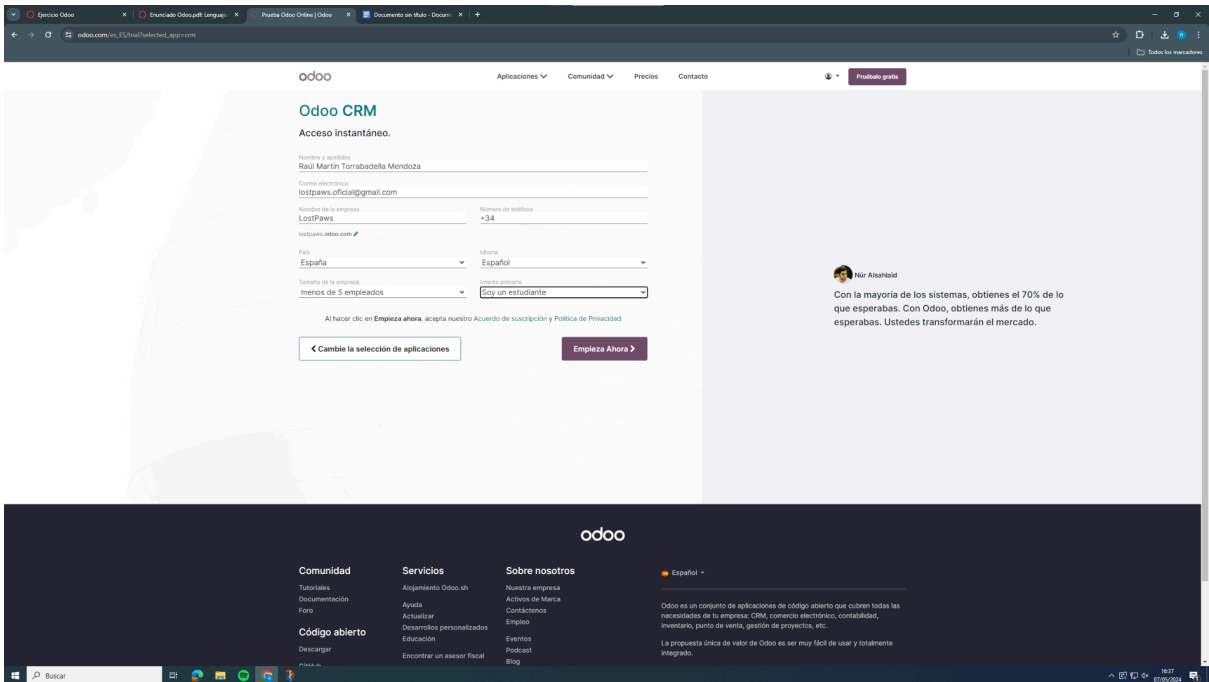 Ejercicio Odoo
Enunciado Odoo.pdf: Lenguaje
Prueba Odoo Online | Odoo
Documento sin título - Docum
odoo.com/es_ES/trial?selected_app=crm
Todos los marcadores
odoo
Aplicaciones
Comunidad
Precios
Contacto
Pruébalo gratis
Odoo CRM
Acceso instantáneo.
Nombre y apellidos
Raúl Martín Torrabadella Mendoza
Correo electrónico
lostpaws.oficial@gmail.com
Nombre de la empresa
Número de teléfono
LostPaws
+34
lostpaws.odoo.com
País
Idioma
España
Español
Tamaño de la empresa
Interés primario
menos de 5 empleados
Soy un estudiante
Al hacer clic en Empieza ahora, acepta nuestro Acuerdo de suscripción y Política de Privacidad
Cambie la selección de aplicaciones
Empieza Ahora
Nür Alsahlaid
Con la mayoría de los sistemas, obtienes el 70% de lo
que esperabas. Con Odoo, obtienes más de lo que
esperabas. Ustedes transformarán el mercado.
odoo
Comunidad
Tutoriales
Documentación
Foro
Código abierto
Descargar
GitHub
Servicios
Alojamiento Odoo.sh
Ayuda
Actualizar
Desarrollos personalizados
Educación
Encontrar un asesor fiscal
Sobre nosotros
Nuestra empresa
Activos de Marca
Contáctenos
Empleo
Eventos
Podcast
Blog
Español
Odoo es un conjunto de aplicaciones de código abierto que cubren todas las
necesidades de tu empresa: CRM, comercio electrónico, contabilidad,
inventario, punto de venta, gestión de proyectos, etc.
La propuesta única de valor de Odoo es ser muy fácil de usar y totalmente
integrado.
Buscar
16:37
07/05/2024